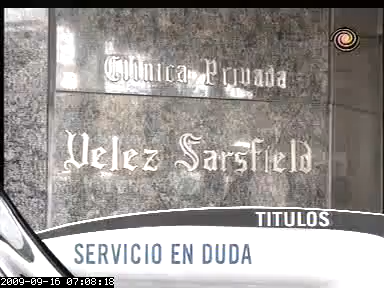 Clínica Privada
Velez Sarsfield
TITULOS
SERVICIO EN DUDA
2009-09-16 07:08:18